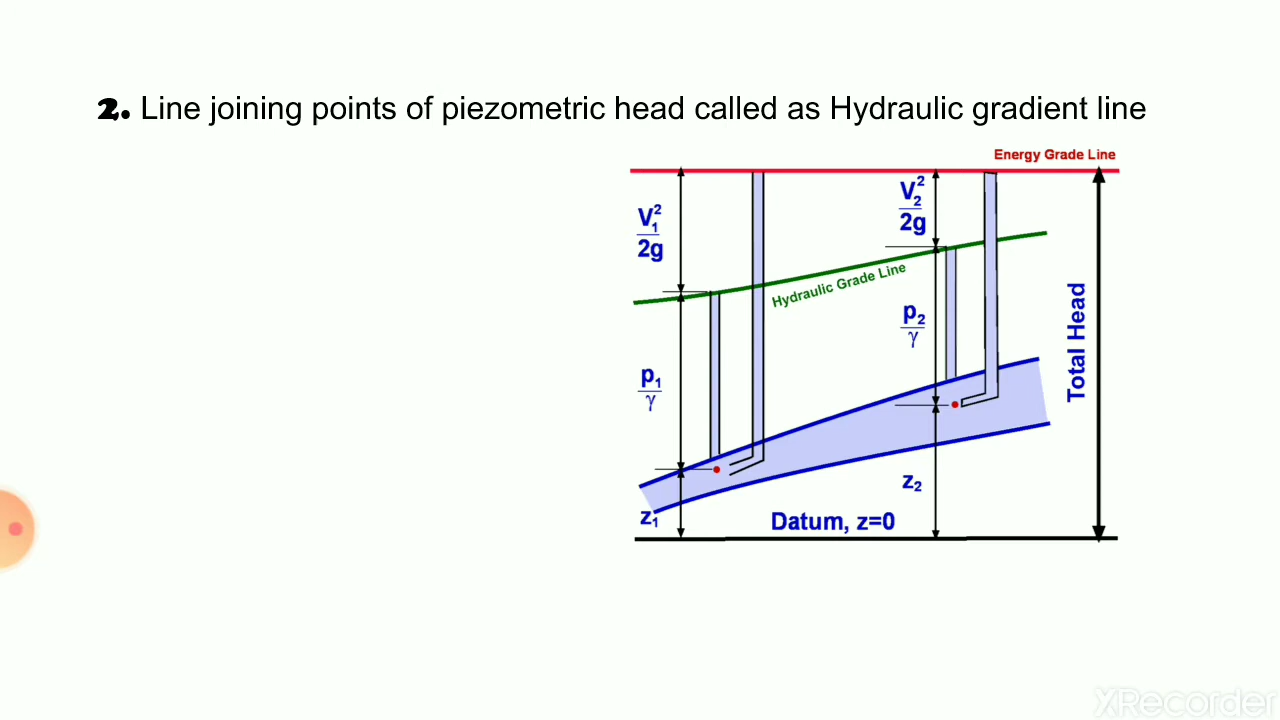 2. Line joining points of piezometric head called as Hydraulic gradient line
Energy Grade Line
V₁²
2g
V₂²
2g
Hydraulic Grade Line
p₁
γ
p₂
γ
Total Head
z₁
z₂
Datum, z=0
XRecorder